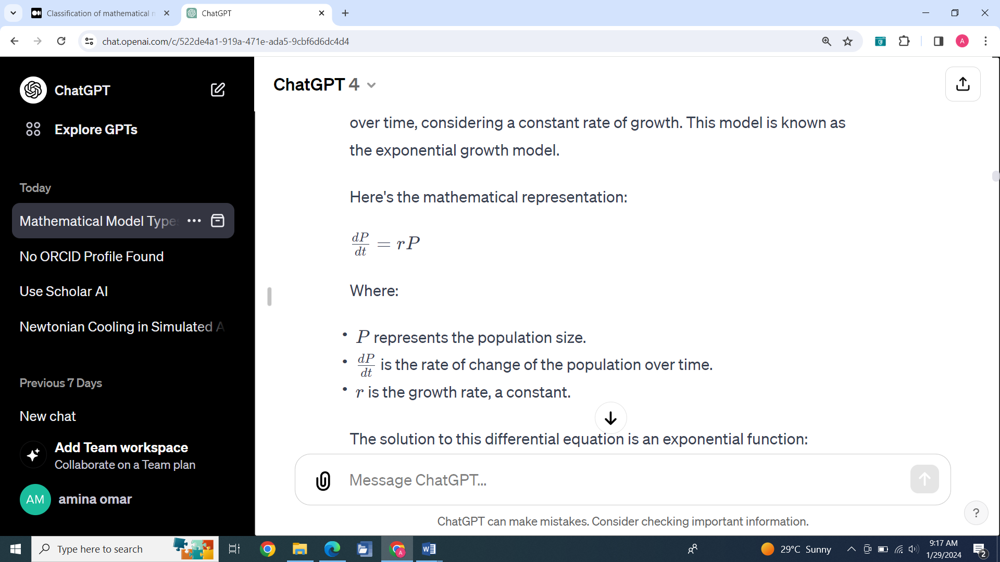 Classification of mathematical
ChatGPT
chat.openai.com/c/522de4a1-919a-471e-ada5-9cbf6d6dc4d4
A
ChatGPT
Explore GPTs
Today
Mathematical Model Types
No ORCID Profile Found
Use Scholar AI
Newtonian Cooling in Simulated A
Previous 7 Days
New chat
Add Team workspace
Collaborate on a Team plan
AM amina omar
ChatGPT 4
over time, considering a constant rate of growth. This model is known as
the exponential growth model.
Here's the mathematical representation:
dP/dt = rP
Where:
• P represents the population size.
• dP/dt is the rate of change of the population over time.
• r is the growth rate, a constant.
The solution to this differential equation is an exponential function:
Message ChatGPT...
ChatGPT can make mistakes. Consider checking important information.
?
Type here to search
29°C Sunny
9:17 AM
1/29/2024
2